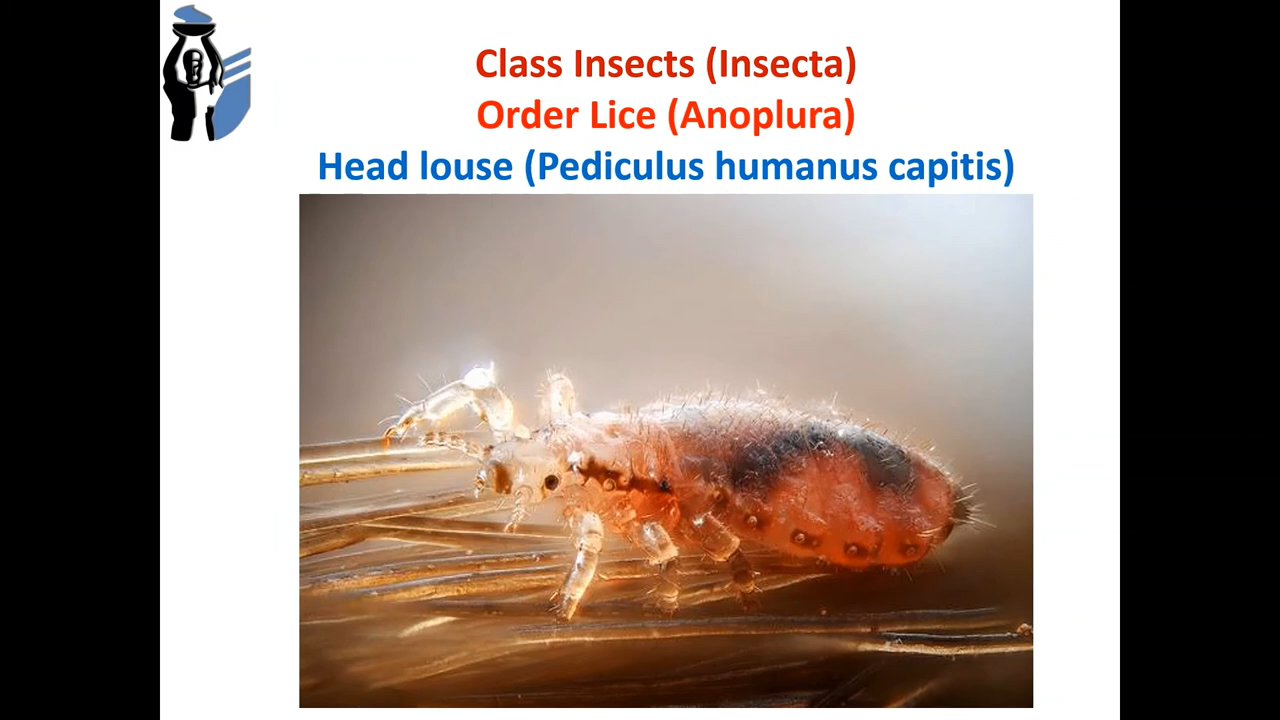 Class Insects (Insecta)
Order Lice (Anoplura)
Head louse (Pediculus humanus capitis)